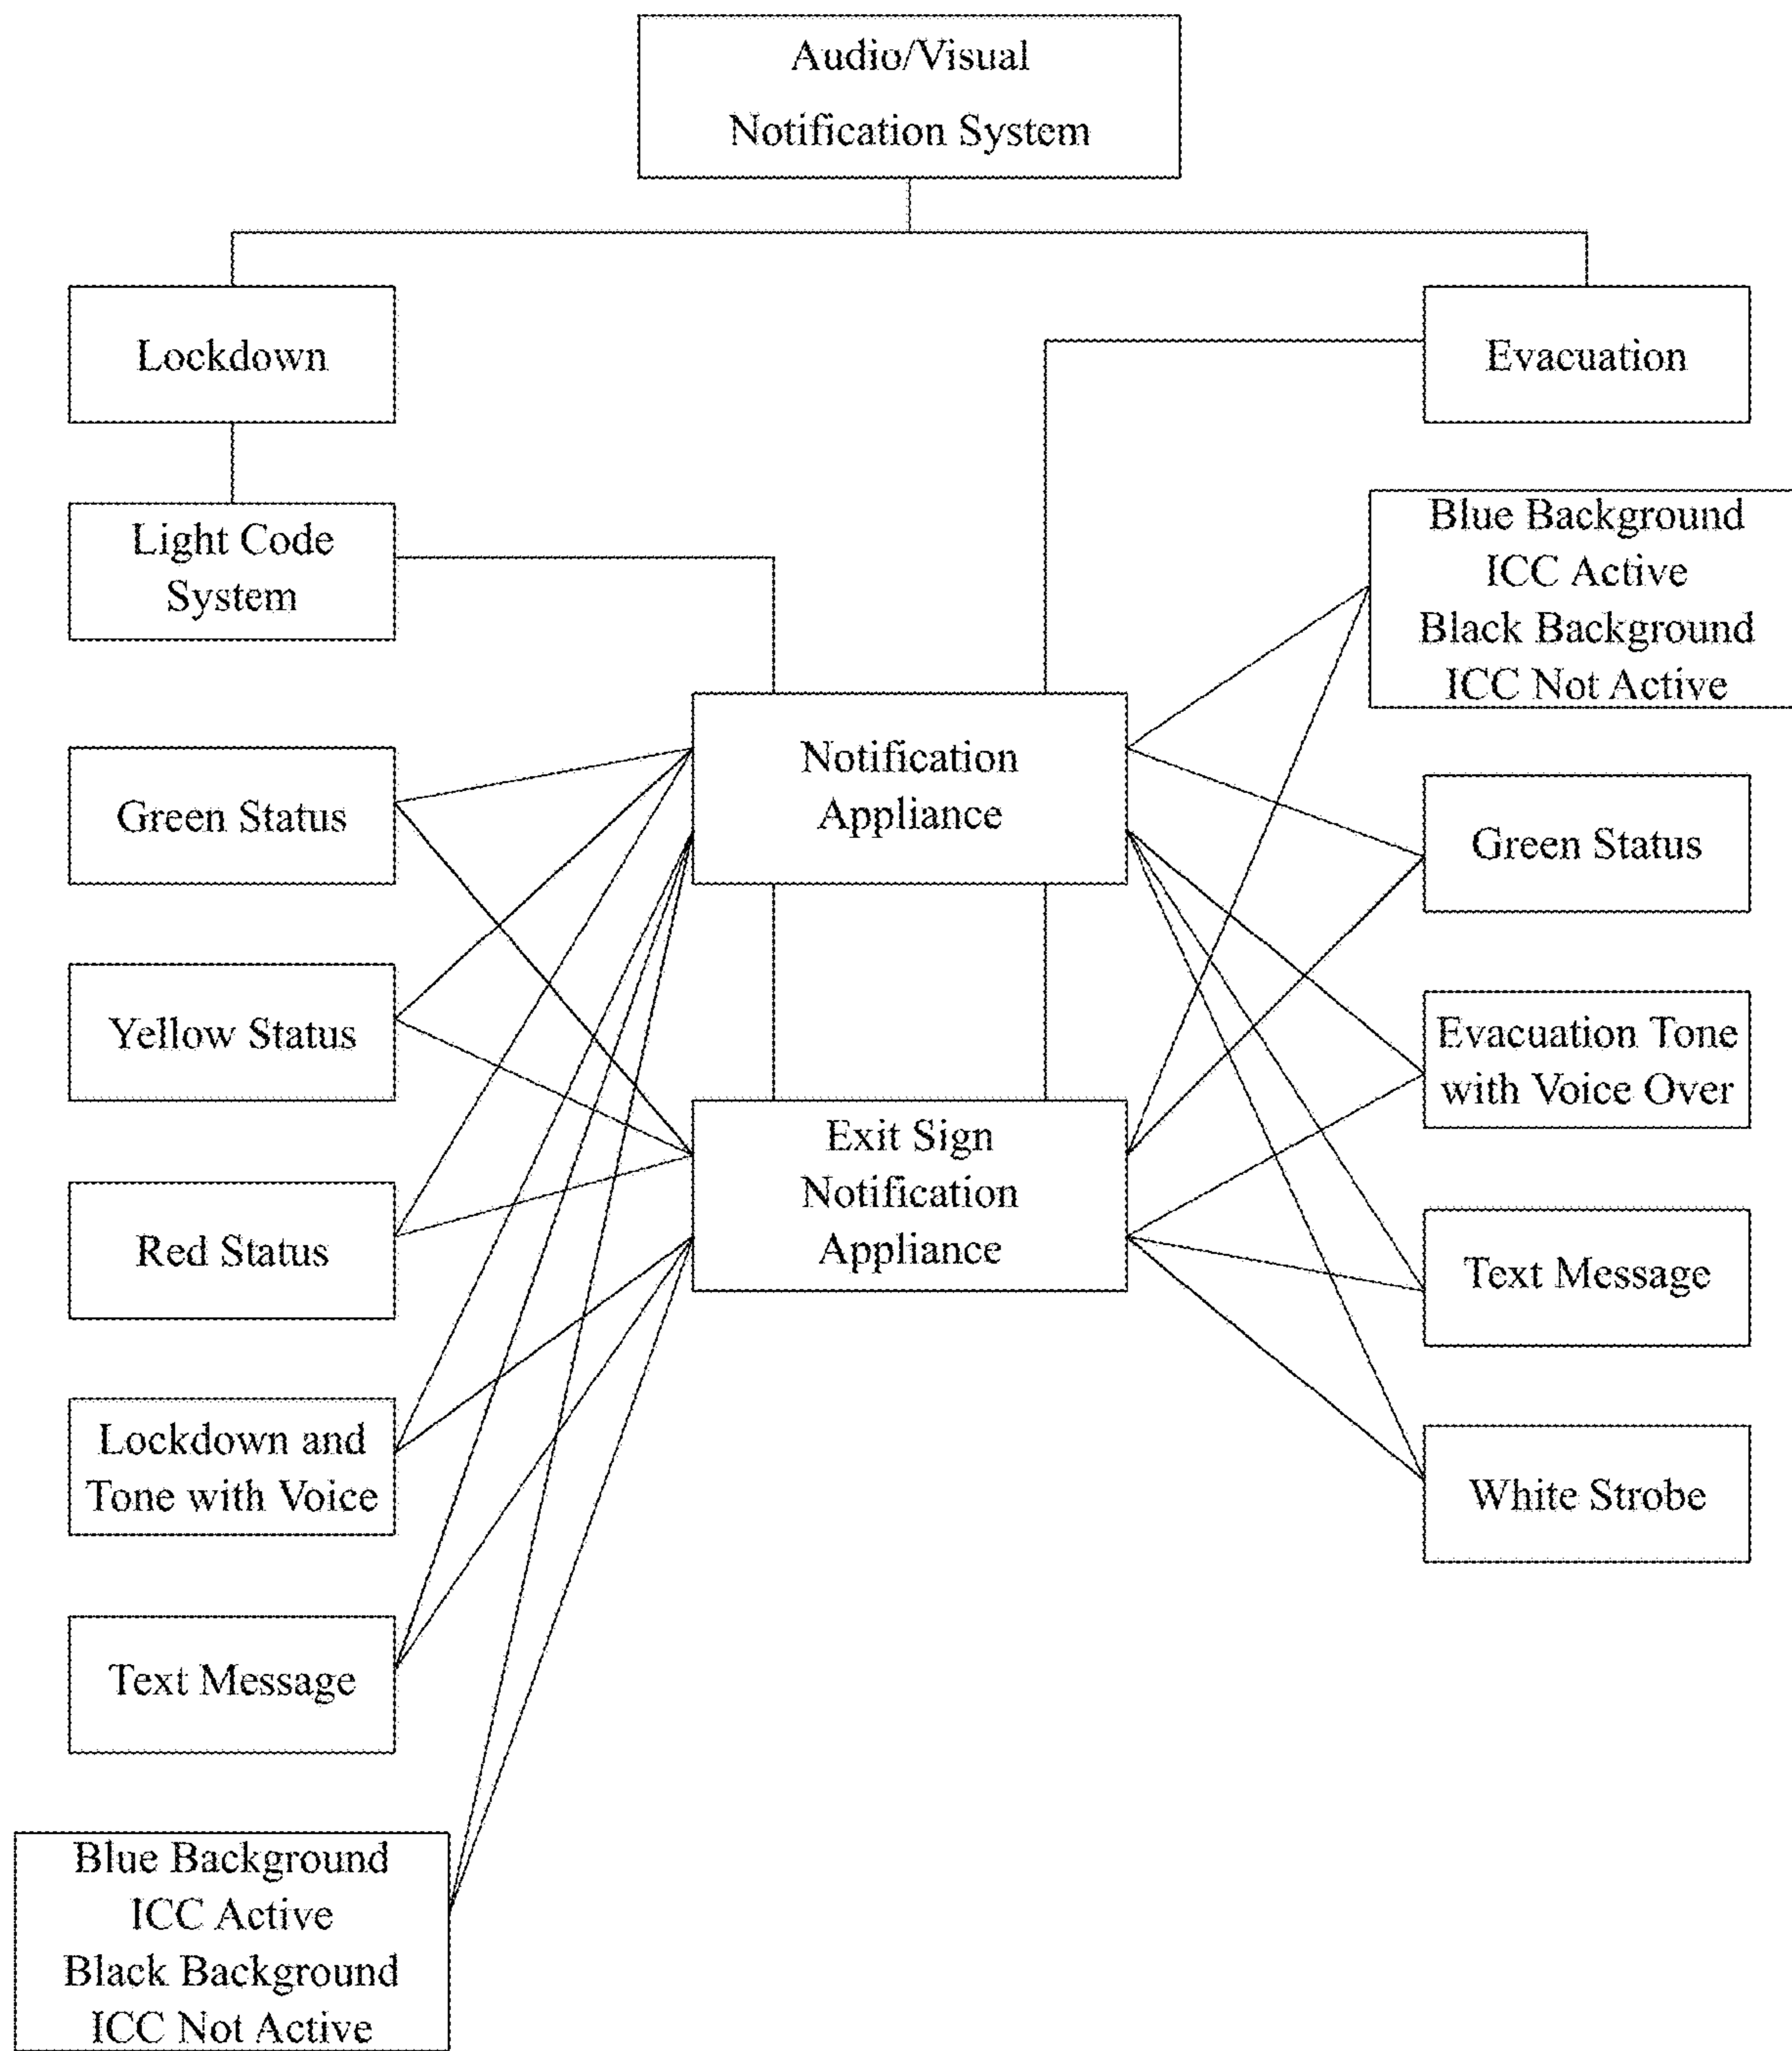 Audio/Visual
Notification System
Lockdown
Evacuation
Light Code
System
Blue Background
ICC Active
Black Background
ICC Not Active
Notification
Appliance
Green Status
Green Status
Yellow Status
Evacuation Tone
with Voice Over
Exit Sign
Notification
Appliance
Red Status
Text Message
Lockdown and
Tone with Voice
White Strobe
Text Message
Blue Background
ICC Active
Black Background
ICC Not Active